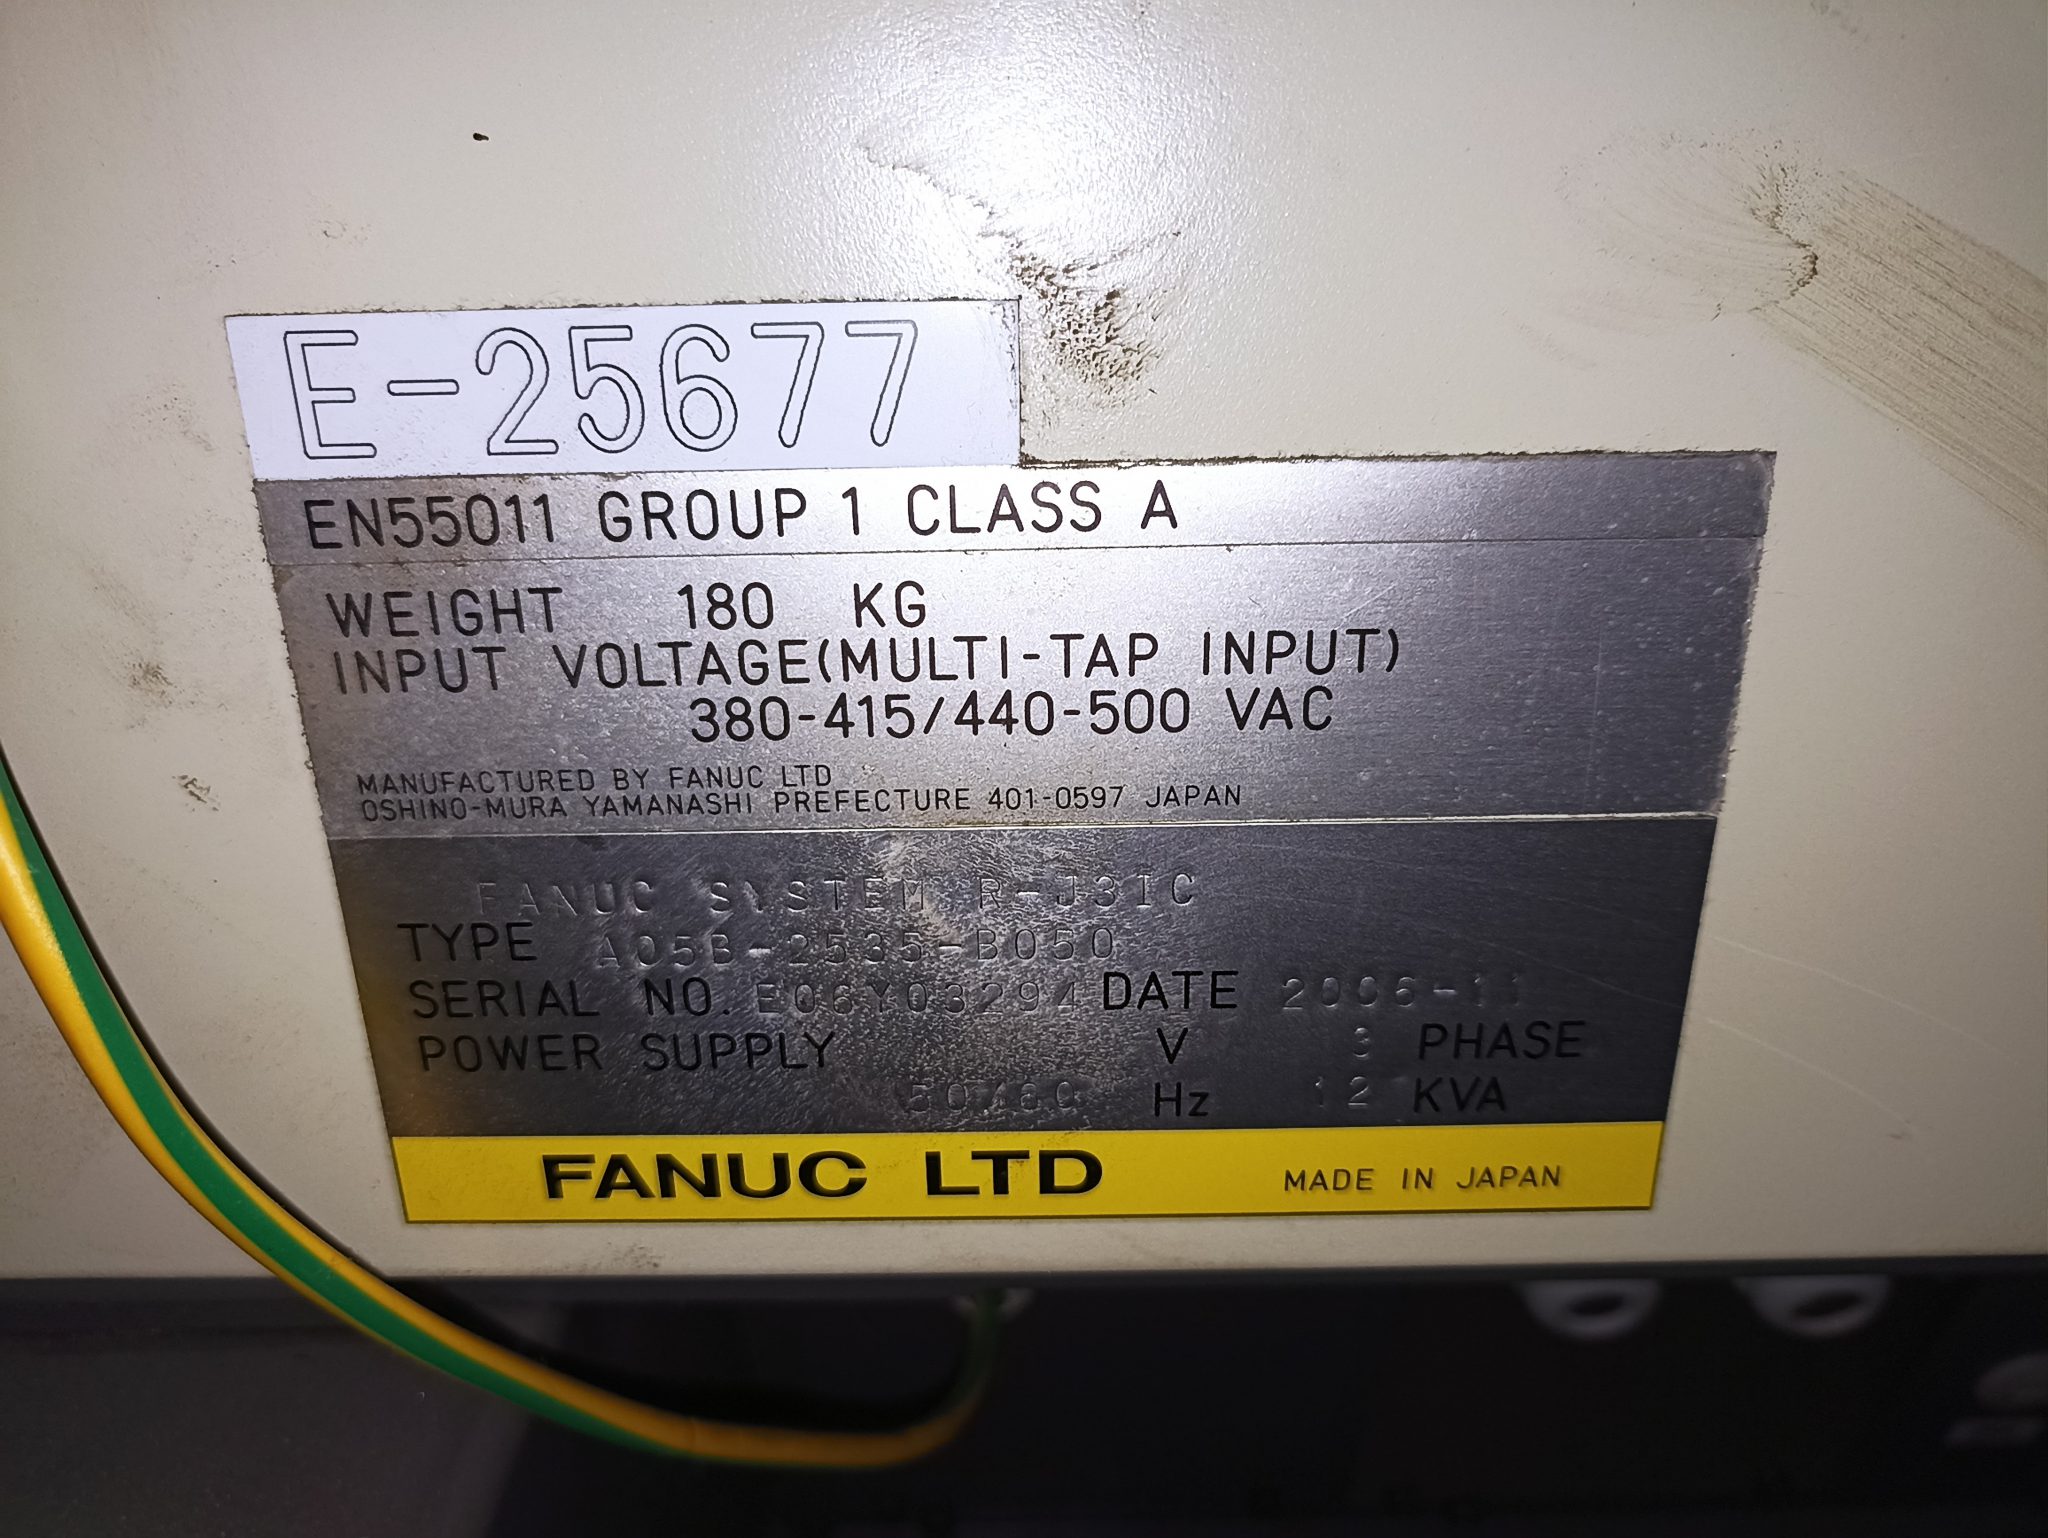 E-25677
EN55011 GROUP 1 CLASS A
WEIGHT 180 KG
INPUT VOLTAGE(MULTI-TAP INPUT)
380-415/440-500 VAC
MANUFACTURED BY FANUC LTD
OSHINO-MURA YAMANASHI PREFECTURE 401-0597 JAPAN
FANUC SYSTEM R-J3IC
TYPE A05B-2535-B050
SERIAL NO. E06Y03294 DATE 2006-11
POWER SUPPLY V 3 PHASE
50/60 Hz 12 KVA
FANUC LTD MADE IN JAPAN